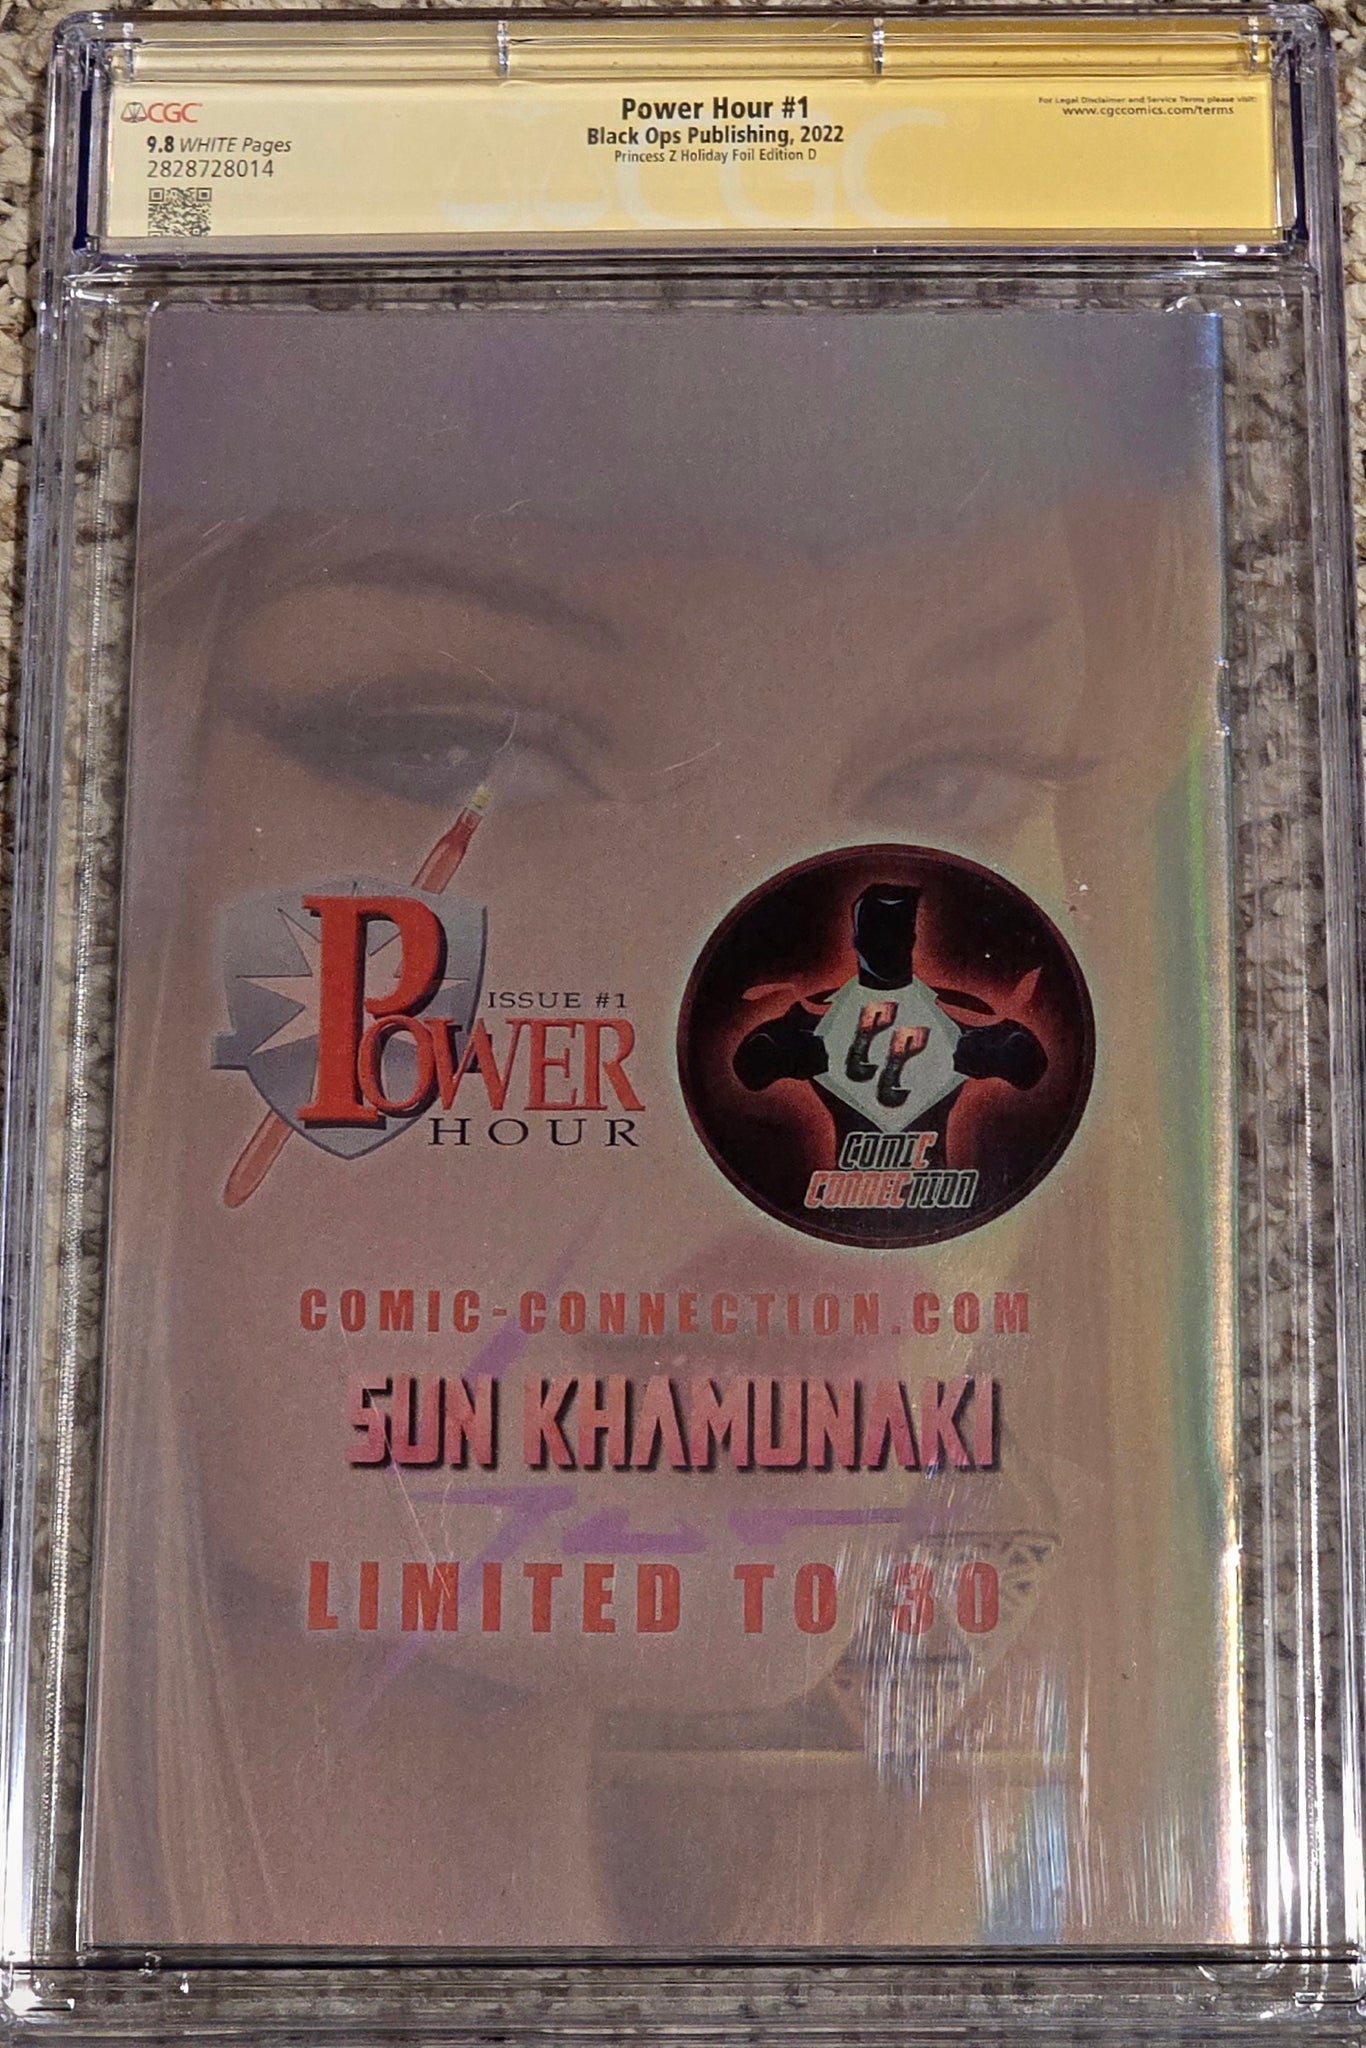 CGC
9.8 WHITE Pages
2828728014
Power Hour #1
Black Ops Publishing, 2022
Princess Z Holiday Foil Edition D
For Legal Disclaimer and Service Terms please visit:
www.cgccomics.com/terms
CGC
ISSUE #1
POWER
HOUR
CC
COMIC
CONNECTION
COMIC-CONNECTION.COM
SUN KHAMUNAKI
LIMITED TO 30